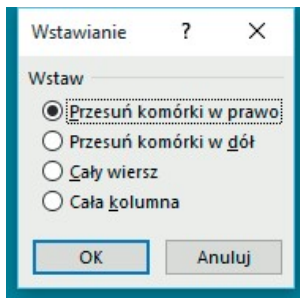 Wstawianie ? ×
Wstaw
Przesuń komórki w prawo
Przesuń komórki w dół
Cały wiersz
Cała kolumna
OK Anuluj